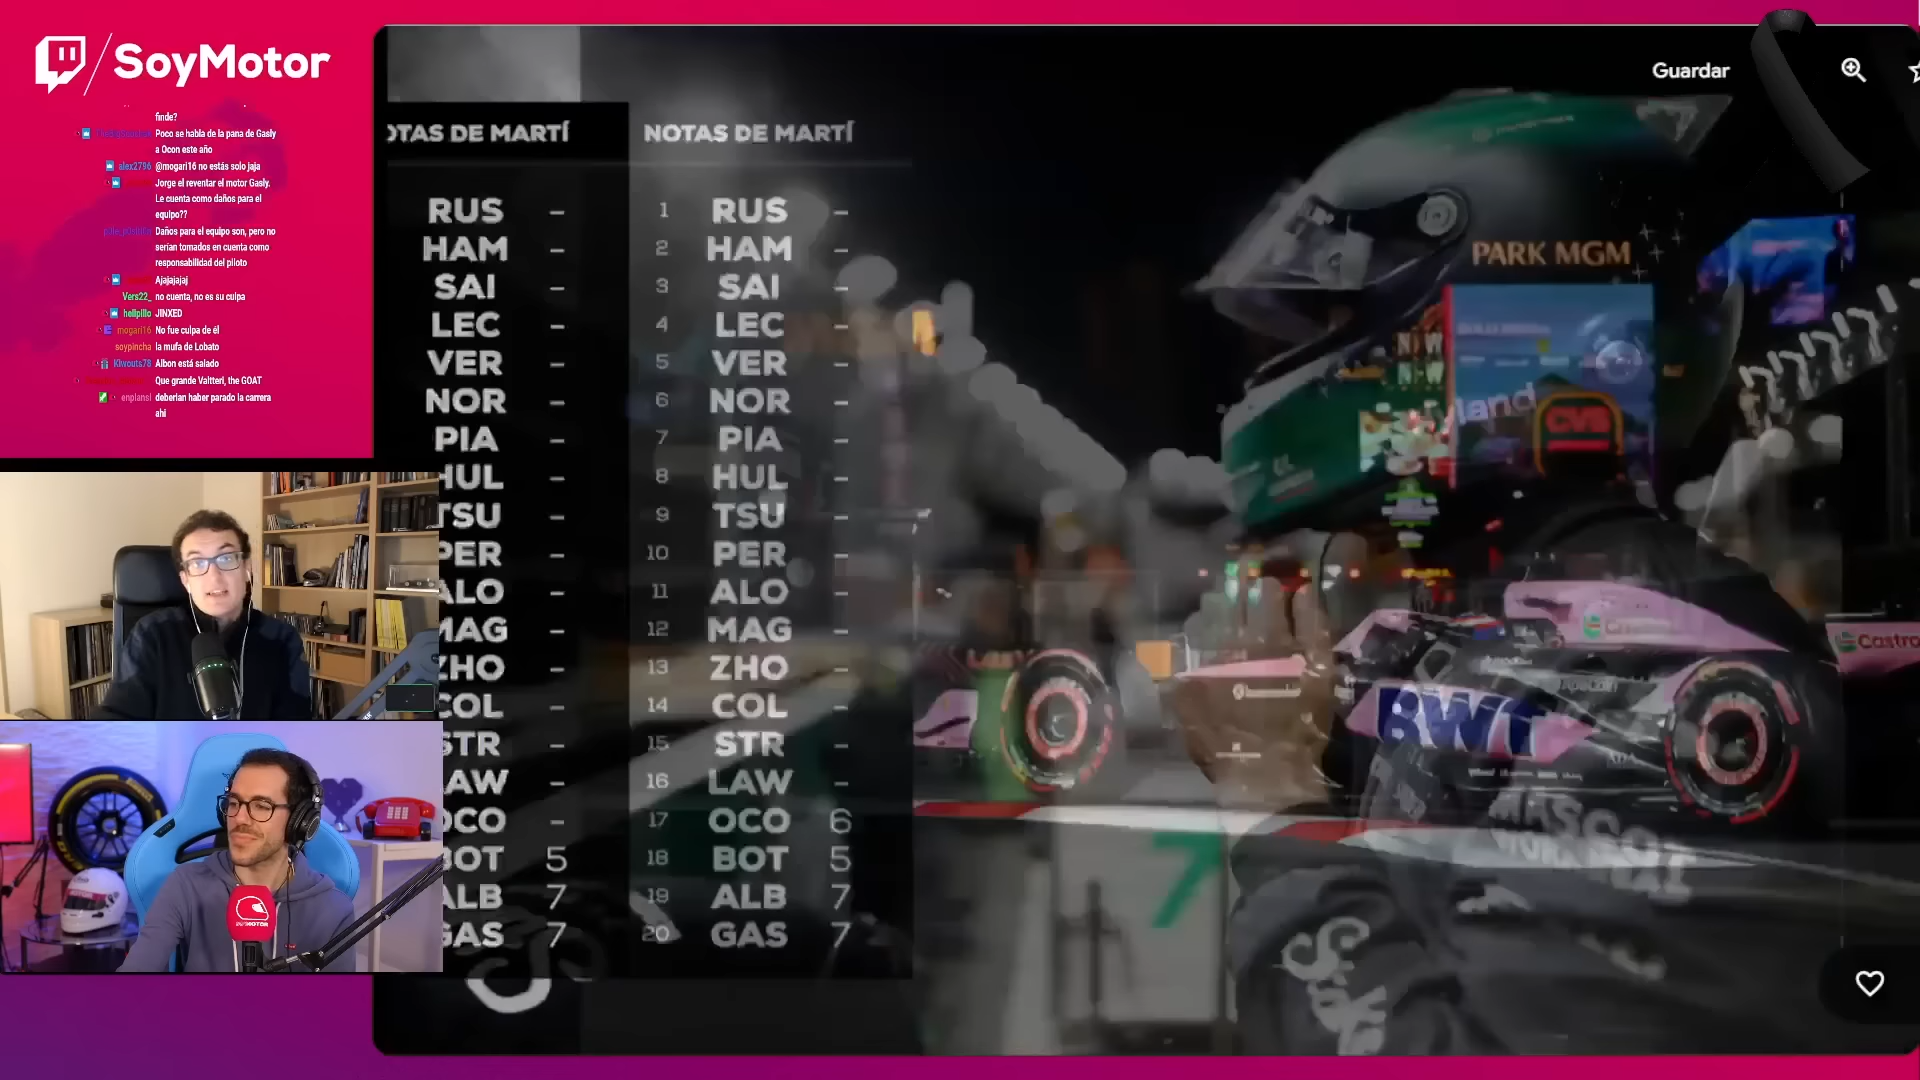 SoyMotor
finde?
Poco se habla de la pana de Gasly
a Ocon este año
alex2796 @mogari16 no estás solo jaja
Jorge el reventar el motor Gasly.
Le cuenta como daños para el
equipo??
Daños para el equipo son, pero no
serían tomados en cuenta como
responsabilidad del piloto
Ajajajajaj
Vers22_ no cuenta, no es su culpa
hellpillo JINXED
mogari16 No fue culpa de él
soypincha la mufa de Lobato
Khvouts78 Albon está salado
Que grande Valtteri, the GOAT
enplansi deberían haber parado la carrera
ahí
OTAS DE MARTÍ
RUS –
HAM –
SAI –
LEC –
VER –
NOR –
PIA –
HUL –
TSU –
PER –
ALO –
MAG –
ZHO –
COL –
STR –
LAW –
OCO –
BOT 5
ALB 7
GAS 7
NOTAS DE MARTÍ
1 RUS –
2 HAM –
3 SAI –
4 LEC –
5 VER –
6 NOR –
7 PIA –
8 HUL –
9 TSU –
10 PER –
11 ALO –
12 MAG –
13 ZHO –
14 COL –
15 STR –
16 LAW –
17 OCO 6
18 BOT 5
19 ALB 7
20 GAS 7
Guardar
PARK MGM
CVS
Castro
BWT
7